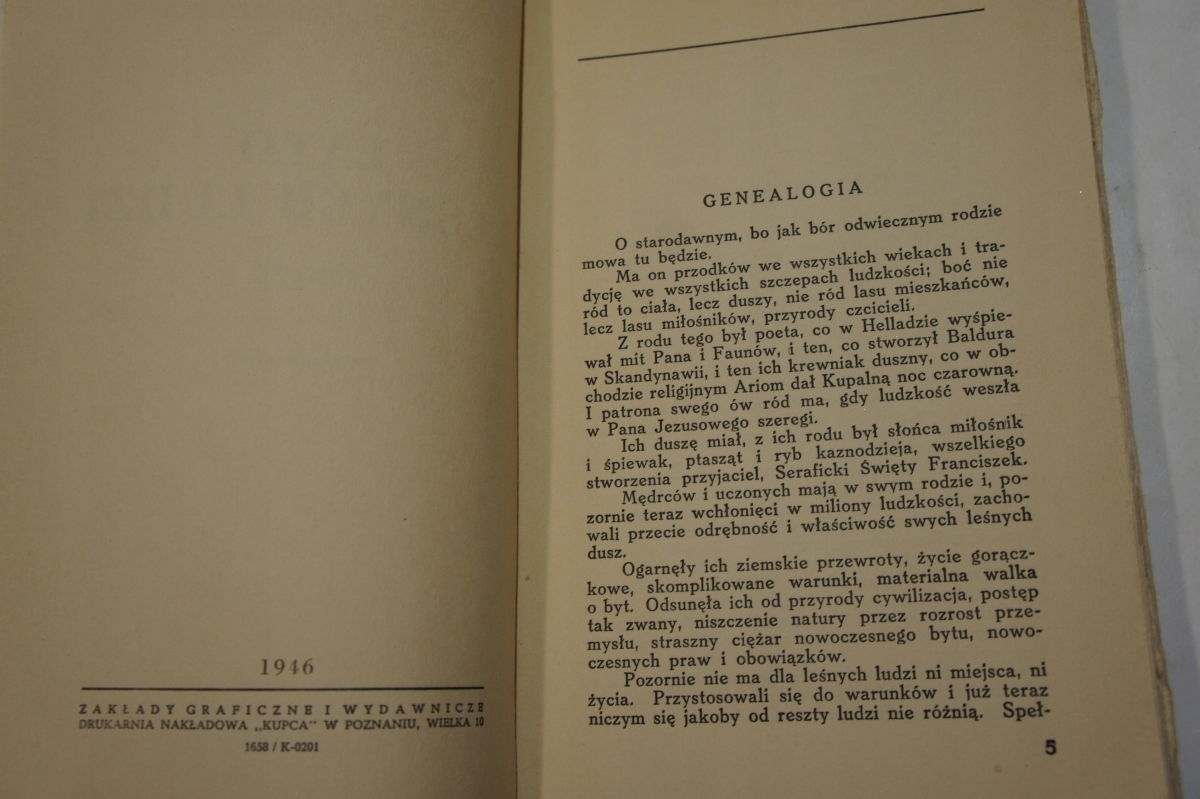 1946
ZAKŁADY GRAFICZNE I WYDAWNICZE
DRUKARNIA NAKŁADOWA „KUPCA“ W POZNANIU, WIELKA 10
1658 / K-0201
GENEALOGIA
O starodawnym, bo jak bór odwiecznym rodzie
mowa tu będzie.
Ma on przodków we wszystkich wiekach i tra-
dycję we wszystkich szczepach ludzkości; boć nie
ród to ciała, lecz duszy, nie ród lasu mieszkańców,
lecz lasu miłośników, przyrody czcicieli.
Z rodu tego był poeta, co w Helladzie wyśpie-
wał mit Pana i Faunów, i ten, co stworzył Baldura
w Skandynawii, i ten ich krewniak duszny, co w ob-
chodzie religijnym Ariom dał Kupalną noc czarowną.
I patrona swego ów ród ma, gdy ludzkość weszła
w Pana Jezusowego szeregi.
Ich duszę miał, z ich rodu był słońca miłośnik
i śpiewak, ptasząt i ryb kaznodzieja, wszelkiego
stworzenia przyjaciel, Seraficki Święty Franciszek.
Mędrców i uczonych mają w swym rodzie i, po-
zornie teraz wchłonięci w miliony ludzkości, zacho-
wali przecie odrębność i właściwość swych leśnych
dusz.
Ogarnęły ich ziemskie przewroty, życie gorącz-
kowe, skomplikowane warunki, materialna walka
o byt. Odsunęła ich od przyrody cywilizacja, postęp
tak zwany, niszczenie natury przez rozrost prze-
mysłu, straszny ciężar nowoczesnego bytu, nowo-
czesnych praw i obowiązków.
Pozornie nie ma dla leśnych ludzi ni miejsca, ni
życia. Przystosowali się do warunków i już teraz
niczym się jakoby od reszty ludzi nie różnią. Speł-
5